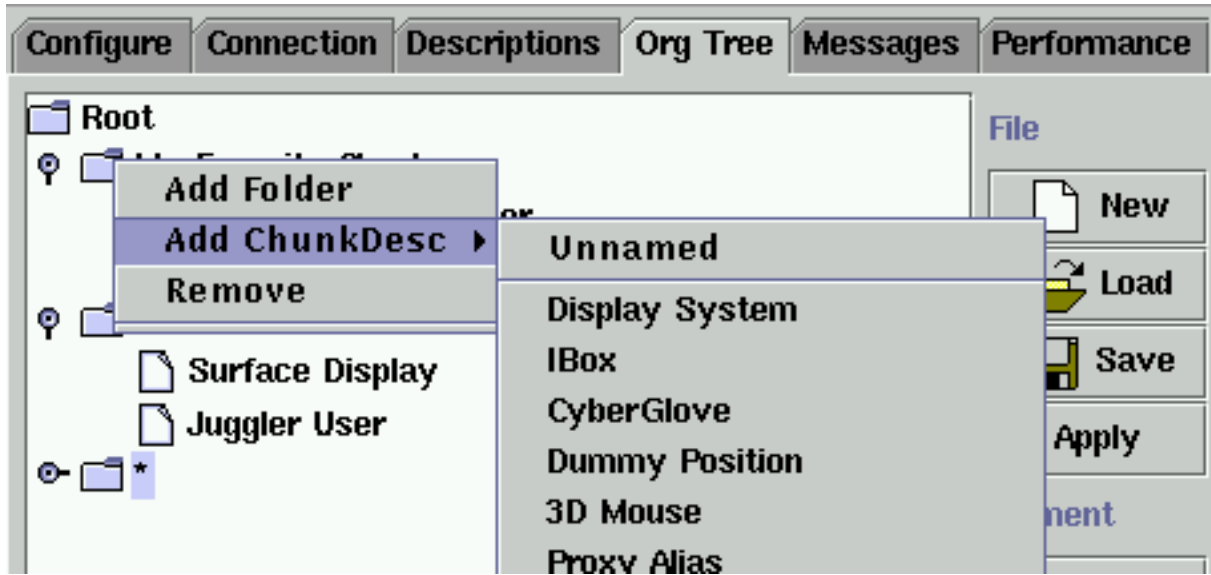 Configure Connection Descriptions Org Tree Messages Performance
Root
File
Add Folder
New
Add ChunkDesc
Unnamed
Remove
Load
Display System
Surface Display
IBox
Save
Juggler User
CyberGlove
Apply
*
Dummy Position
3D Mouse
Proxy Alias